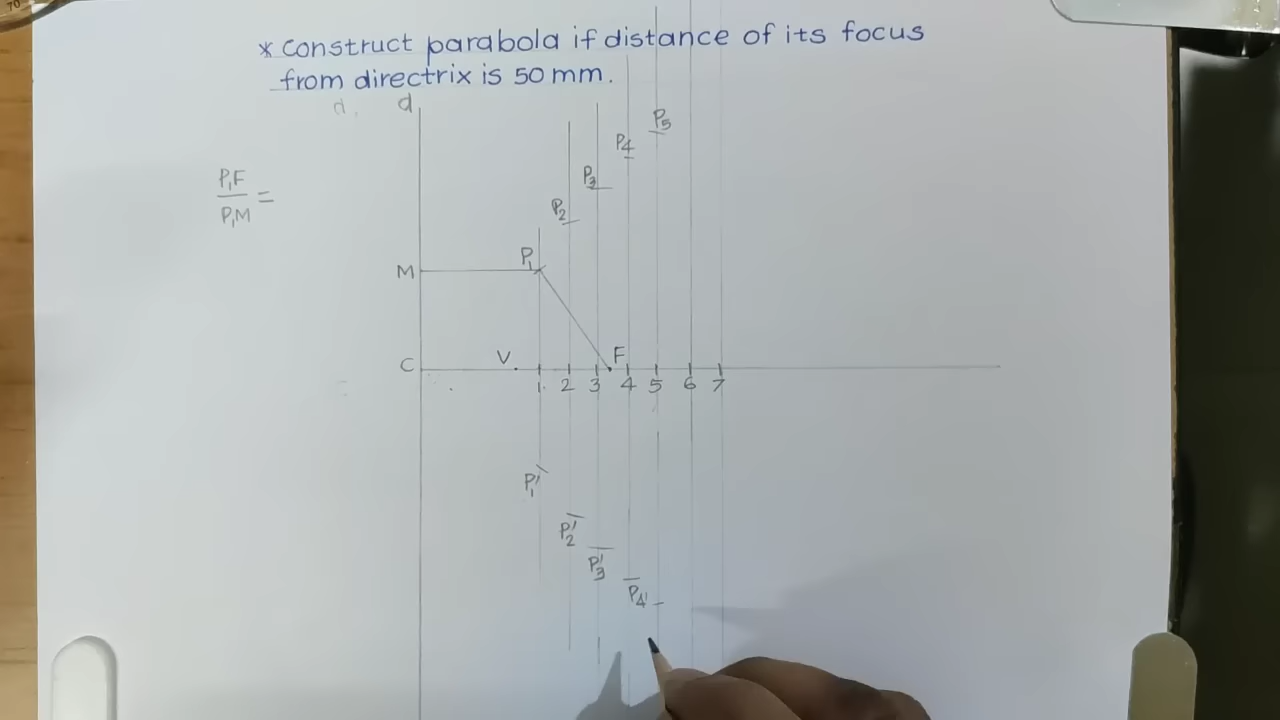 * Construct parabola if distance of its focus
from directrix is 50 mm.
d. d
P5
P4
P3
P1F
P1M =
P2
P1
M
V F
C
1 2 3 4 5 6 7
P1'
P2'
P3'
P4'
70